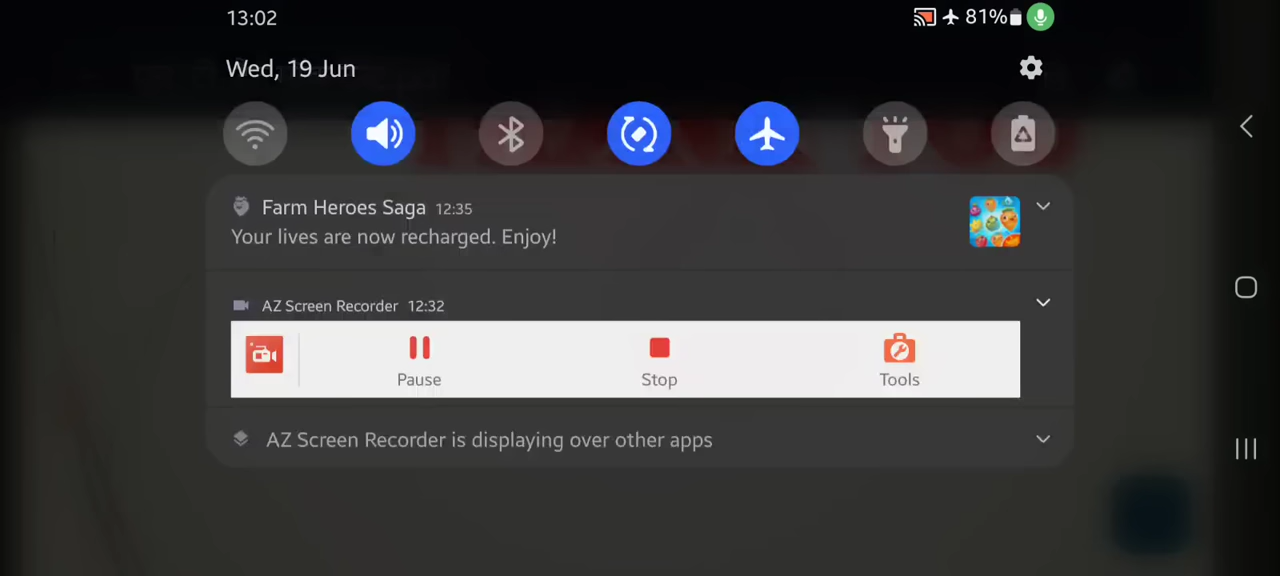 13:02
81%
Wed, 19 Jun
Farm Heroes Saga 12:35
Your lives are now recharged. Enjoy!
AZ Screen Recorder 12:32
Pause
Stop
Tools
AZ Screen Recorder is displaying over other apps